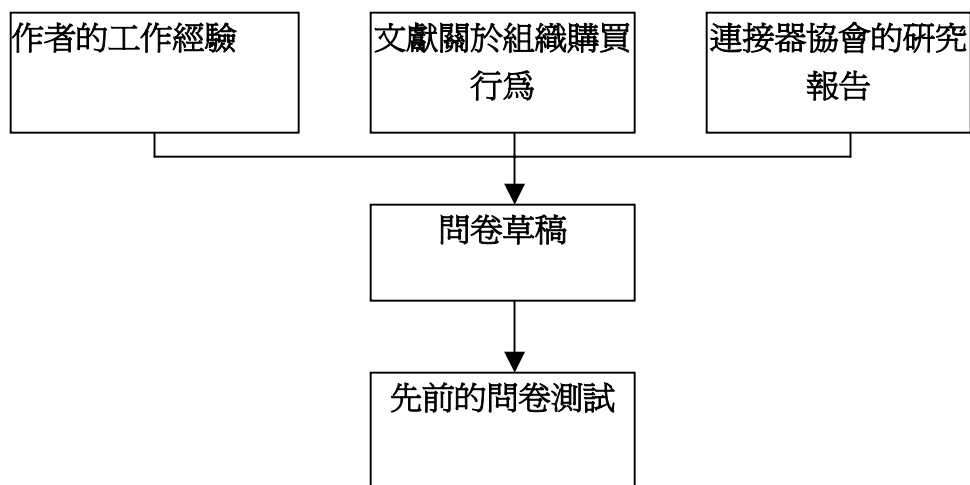 作者的工作經驗
文獻關於組織購買
行為
連接器協會的研究
報告
問卷草稿
先前的問卷測試